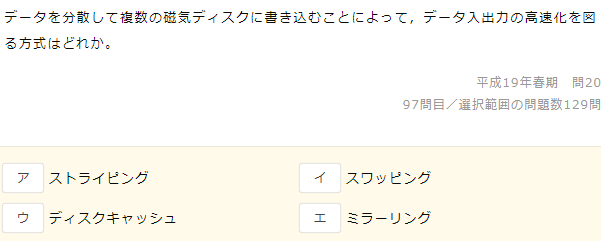 データを分散して複数の磁気ディスクに書き込むことによって，データ入出力の高速化を図
る方式はどれか。
平成19年春期　問20
97問目／選択範囲の問題数129問
ア ストライピング イ スワッピング
ウ ディスクキャッシュ エ ミラーリング